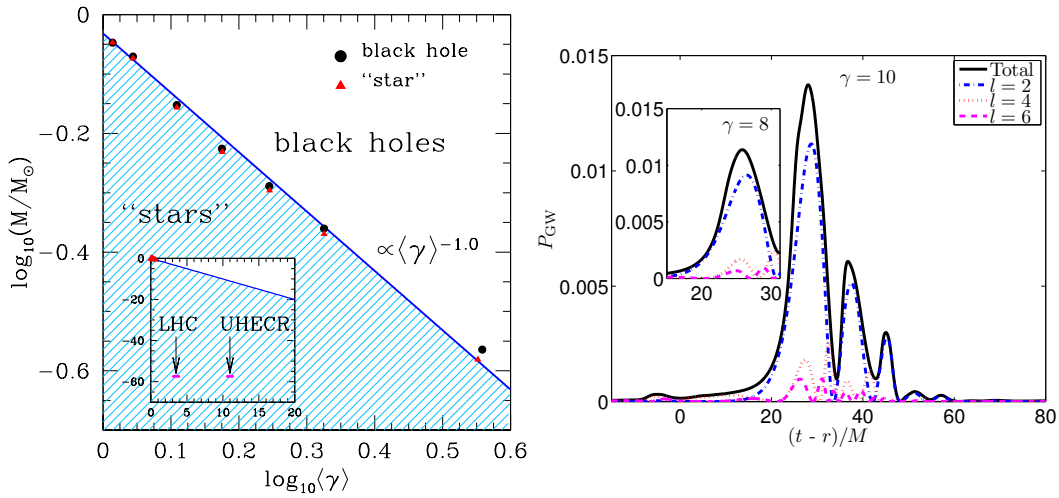 0
−0.2
−0.4
−0.6
log₁₀(M/M⊙)
black hole
"star"
black holes
"stars"
∝⟨γ⟩^−1.0
0
−20
−40
−60
LHC
UHECR
0 5 10 15 20
0 0.1 0.2 0.3 0.4 0.5 0.6
log₁₀⟨γ⟩
0.015
0.01
0.005
0
P_GW
γ = 10
Total
l = 2
l = 4
l = 6
0.015
0.01
0.005
0
γ = 8
20 30 31
0 20 40 60 80
(t - r)/M